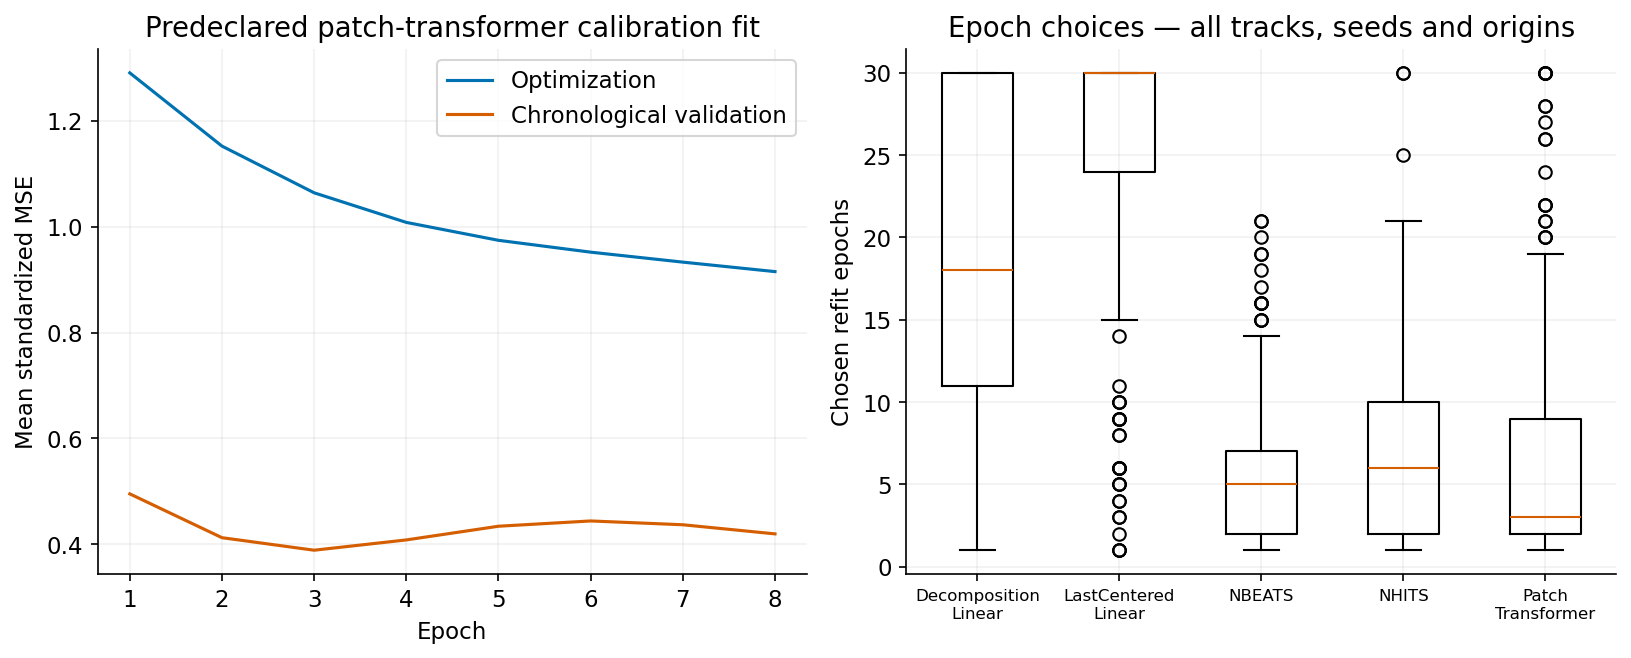 Predeclared patch-transformer calibration fit
Optimization
Chronological validation
Mean standardized MSE
1.2
1.0
0.8
0.6
0.4
1 2 3 4 5 6 7 8
Epoch
Epoch choices — all tracks, seeds and origins
Chosen refit epochs
30
25
20
15
10
5
0
Decomposition
Linear
LastCentered
Linear
NBEATS
NHITS
Patch
Transformer